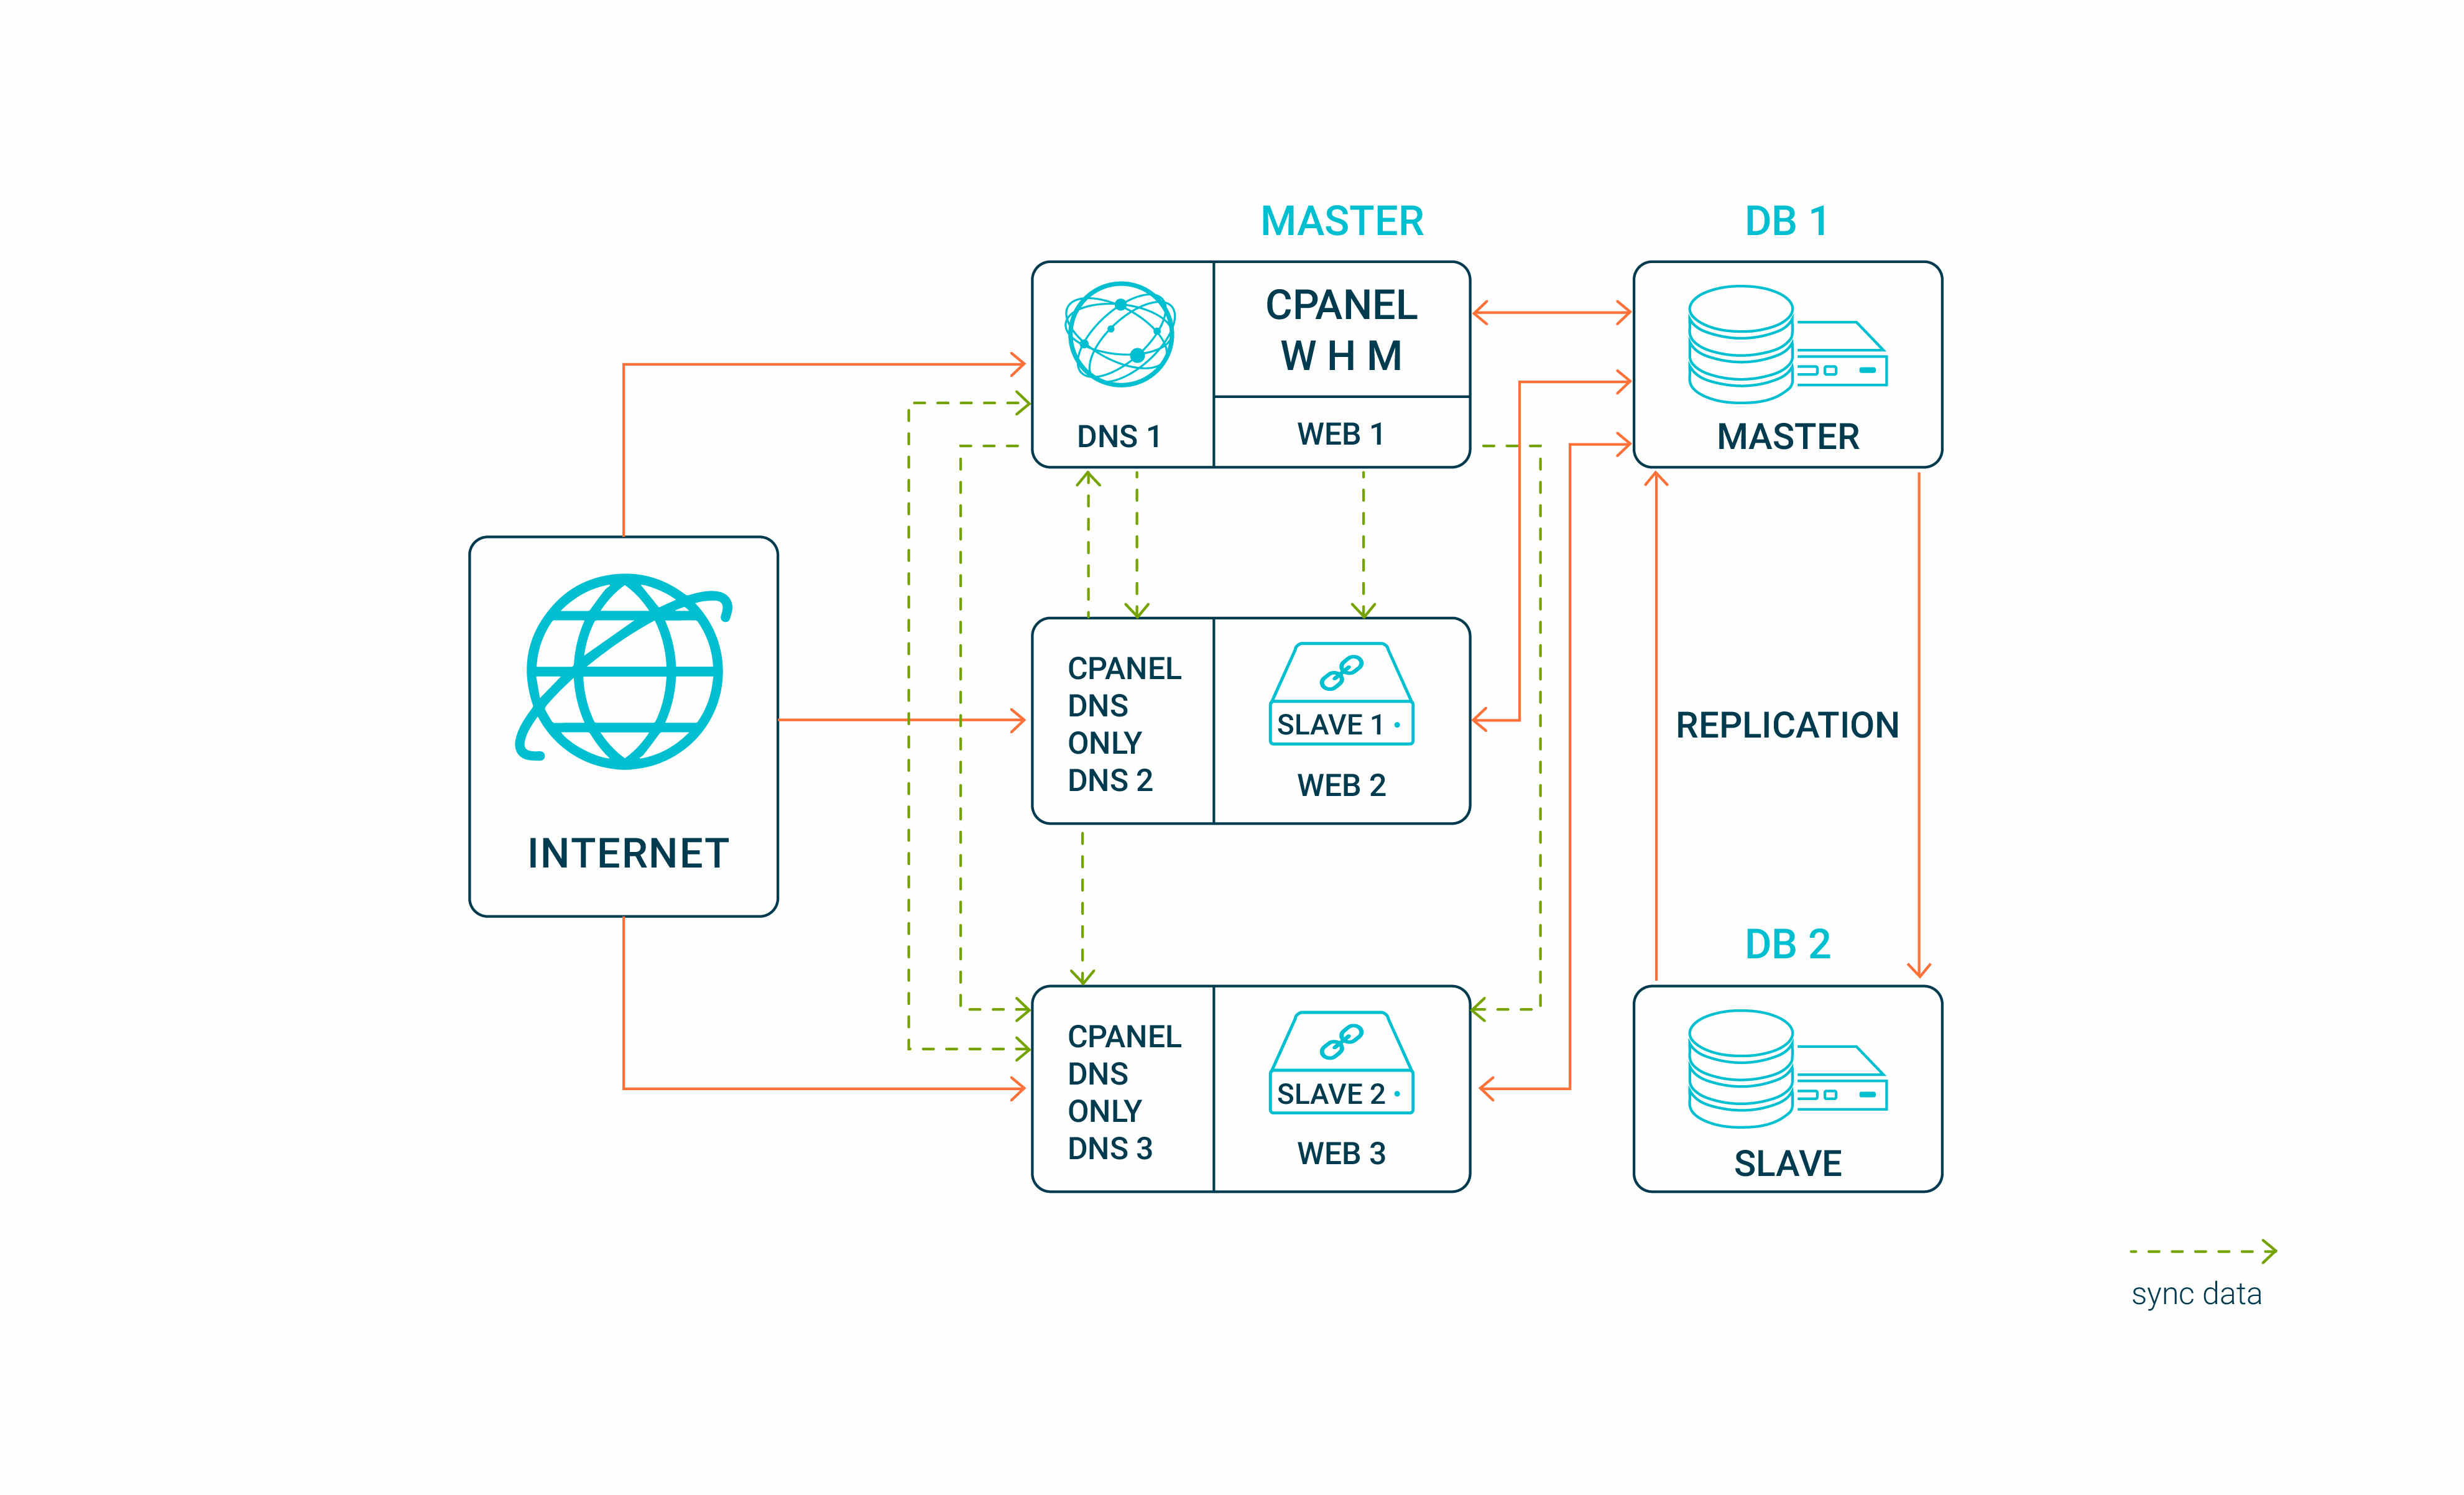 MASTER
DB 1
CPANEL
W H M
DNS 1
WEB 1
MASTER
INTERNET
CPANEL
DNS
ONLY
DNS 2
SLAVE 1
WEB 2
REPLICATION
DB 2
CPANEL
DNS
ONLY
DNS 3
SLAVE 2
WEB 3
SLAVE
sync data